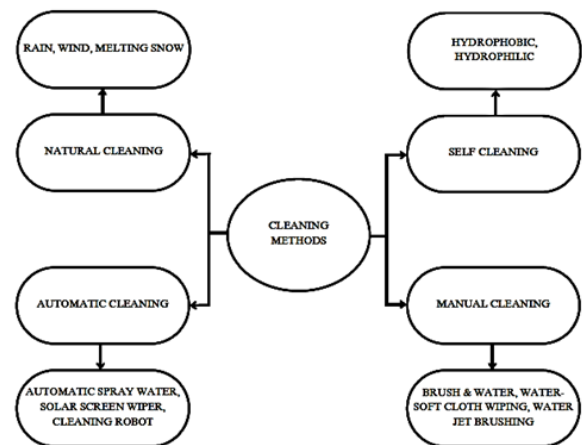 RAIN, WIND, MELTING SNOW
HYDROPHOBIC,
HYDROPHILIC
NATURAL CLEANING
SELF CLEANING
CLEANING
METHODS
AUTOMATIC CLEANING
MANUAL CLEANING
AUTOMATIC SPRAY WATER,
SOLAR SCREEN WIPER,
CLEANING ROBOT
BRUSH & WATER, WATER-
SOFT CLOTH WIPING, WATER
JET BRUSHING